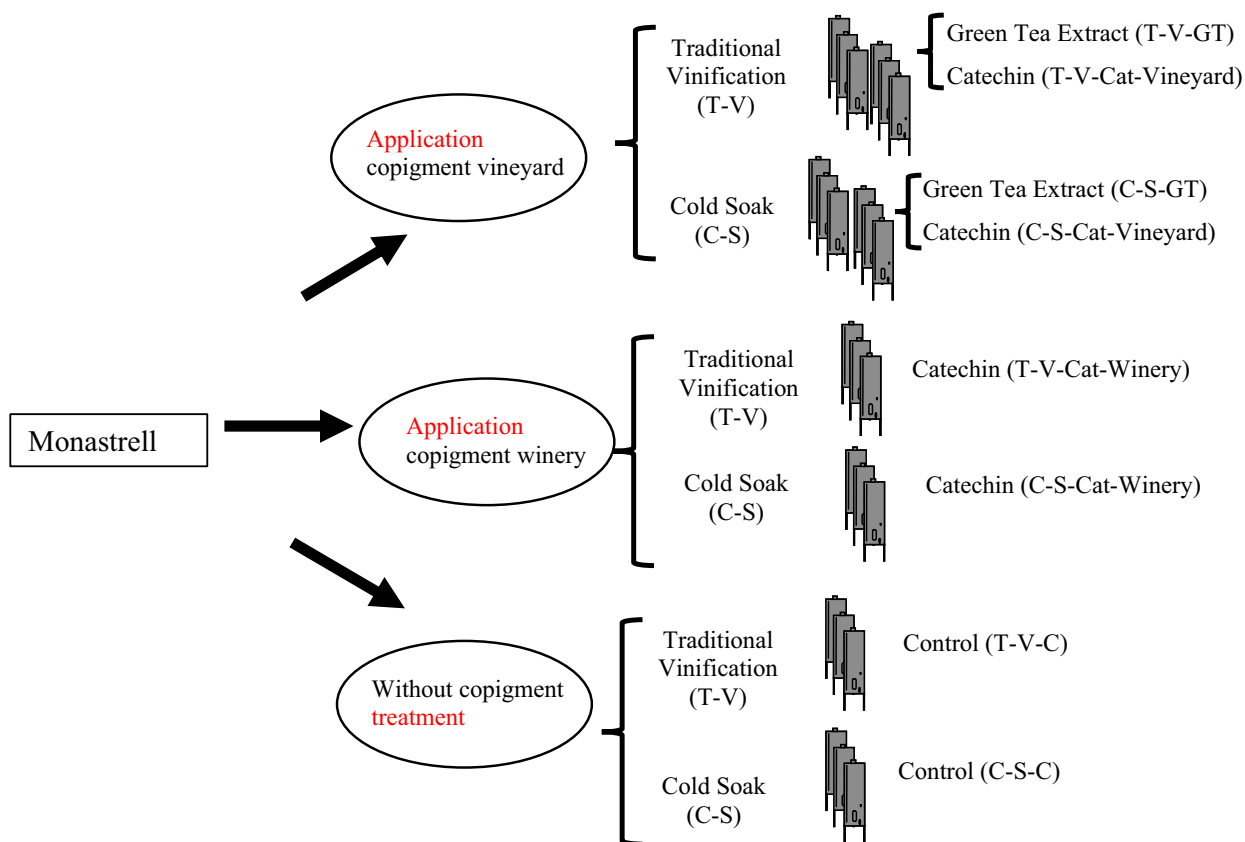 Monastrell
Application
copigment vineyard
Traditional
Vinification
(T-V)
Green Tea Extract (T-V-GT)
Catechin (T-V-Cat-Vineyard)
Cold Soak
(C-S)
Green Tea Extract (C-S-GT)
Catechin (C-S-Cat-Vineyard)
Application
copigment winery
Traditional
Vinification
(T-V)
Catechin (T-V-Cat-Winery)
Cold Soak
(C-S)
Catechin (C-S-Cat-Winery)
Without copigment
treatment
Traditional
Vinification
(T-V)
Control (T-V-C)
Cold Soak
(C-S)
Control (C-S-C)